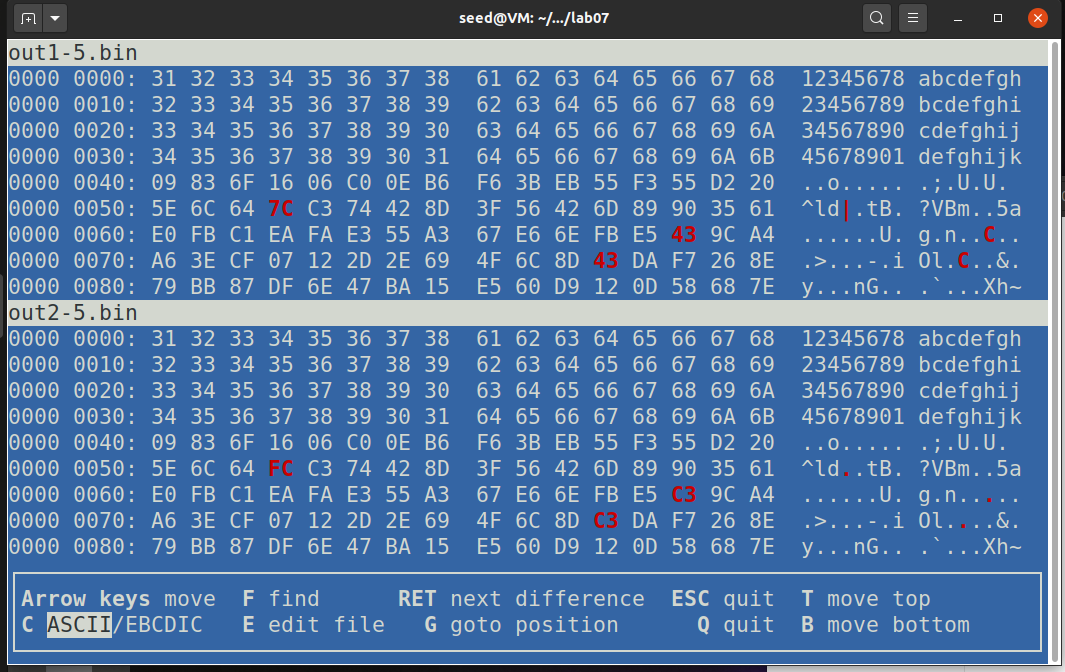 seed@VM: ~/.../lab07
out1-5.bin
0000 0000: 31 32 33 34 35 36 37 38  61 62 63 64 65 66 67 68  12345678 abcdefgh
0000 0010: 32 33 34 35 36 37 38 39  62 63 64 65 66 67 68 69  23456789 bcdefghi
0000 0020: 33 34 35 36 37 38 39 30  63 64 65 66 67 68 69 6A  34567890 cdefghij
0000 0030: 34 35 36 37 38 39 30 31  64 65 66 67 68 69 6A 6B  45678901 defghijk
0000 0040: 09 83 6F 16 06 C0 0E B6  F6 3B EB 55 F3 55 D2 20  ..o..... .;.U.U.
0000 0050: 5E 6C 64 7C C3 74 42 8D  3F 56 42 6D 89 90 35 61  ^ld|.tB. ?VBm..5a
0000 0060: E0 FB C1 EA FA E3 55 A3  67 E6 6E FB E5 43 9C A4  ......U. g.n..C..
0000 0070: A6 3E CF 07 12 2D 2E 69  4F 6C 8D 43 DA F7 26 8E  .>...-.i Ol.C..&.
0000 0080: 79 BB 87 DF 6E 47 BA 15  E5 60 D9 12 0D 58 68 7E  y...nG.. .`...Xh~
out2-5.bin
0000 0000: 31 32 33 34 35 36 37 38  61 62 63 64 65 66 67 68  12345678 abcdefgh
0000 0010: 32 33 34 35 36 37 38 39  62 63 64 65 66 67 68 69  23456789 bcdefghi
0000 0020: 33 34 35 36 37 38 39 30  63 64 65 66 67 68 69 6A  34567890 cdefghij
0000 0030: 34 35 36 37 38 39 30 31  64 65 66 67 68 69 6A 6B  45678901 defghijk
0000 0040: 09 83 6F 16 06 C0 0E B6  F6 3B EB 55 F3 55 D2 20  ..o..... .;.U.U.
0000 0050: 5E 6C 64 FC C3 74 42 8D  3F 56 42 6D 89 90 35 61  ^ld..tB. ?VBm..5a
0000 0060: E0 FB C1 EA FA E3 55 A3  67 E6 6E FB E5 C3 9C A4  ......U. g.n.....
0000 0070: A6 3E CF 07 12 2D 2E 69  4F 6C 8D C3 DA F7 26 8E  .>...-.i Ol....&.
0000 0080: 79 BB 87 DF 6E 47 BA 15  E5 60 D9 12 0D 58 68 7E  y...nG.. .`...Xh~
Arrow keys move  F find      RET next difference  ESC quit  T move top
C ASCII/EBCDIC   E edit file   G goto position      Q quit  B move bottom